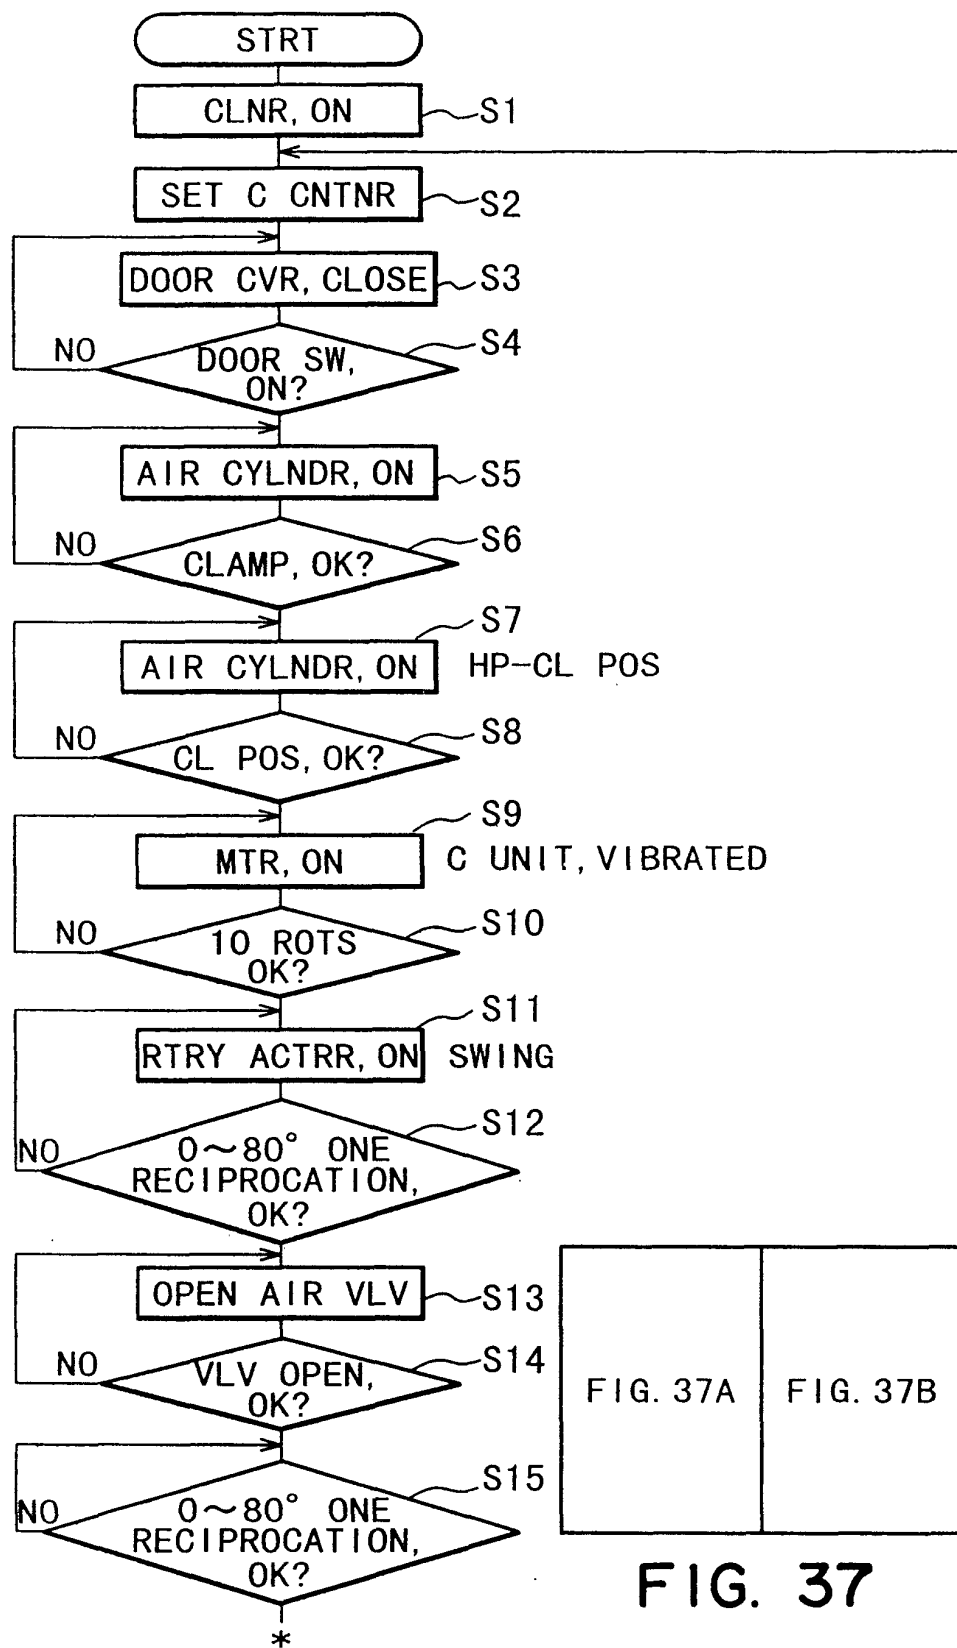 STRT
CLNR, ON
S1
SET C CNTNR
S2
DOOR CVR, CLOSE
S3
DOOR SW,
ON?
S4
NO
AIR CYLNDR, ON
S5
CLAMP, OK?
S6
NO
S7
AIR CYLNDR, ON
HP-CL POS
CL POS, OK?
S8
NO
S9
MTR, ON
C UNIT, VIBRATED
10 ROTS
OK?
S10
NO
S11
RTRY ACTRR, ON
SWING
0~80° ONE
RECIPROCATION,
OK?
S12
NO
OPEN AIR VLV
S13
VLV OPEN,
OK?
S14
NO
0~80° ONE
RECIPROCATION,
OK?
S15
NO
*
FIG. 37A
FIG. 37B
FIG. 37